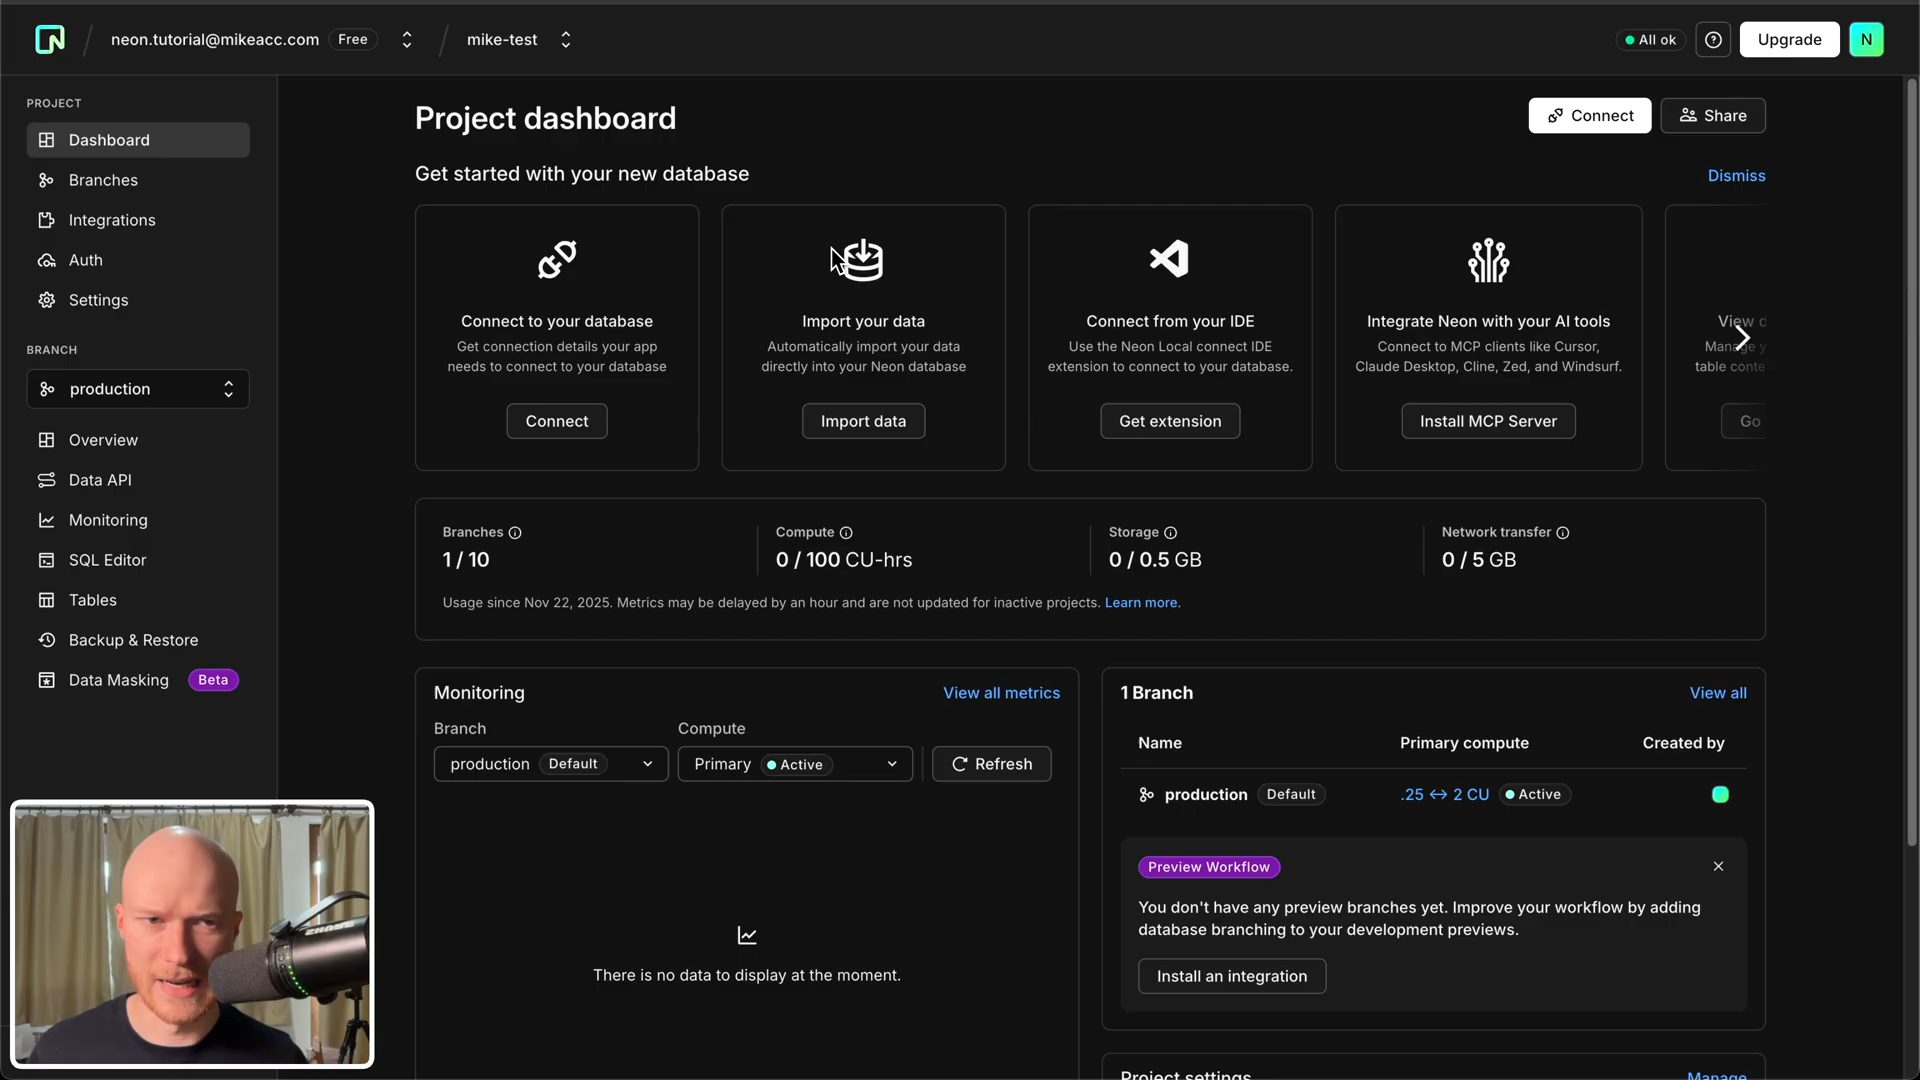 neon.tutorial@mikeacc.com Free
mike-test
All ok
Upgrade
N
PROJECT
Dashboard
Branches
Integrations
Auth
Settings
BRANCH
production
Overview
Data API
Monitoring
SQL Editor
Tables
Backup & Restore
Data Masking Beta
Project dashboard
Connect
Share
Get started with your new database
Dismiss
Connect to your database
Get connection details your app
needs to connect to your database
Connect
Import your data
Automatically import your data
directly into your Neon database
Import data
Connect from your IDE
Use the Neon Local connect IDE
extension to connect to your database.
Get extension
Integrate Neon with your AI tools
Connect to MCP clients like Cursor,
Claude Desktop, Cline, Zed, and Windsurf.
Install MCP Server
View d
Manage y
table conte
Go
Branches
1 / 10
Compute
0 / 100 CU-hrs
Storage
0 / 0.5 GB
Network transfer
0 / 5 GB
Usage since Nov 22, 2025. Metrics may be delayed by an hour and are not updated for inactive projects. Learn more.
Monitoring
View all metrics
Branch
production Default
Compute
Primary Active
Refresh
There is no data to display at the moment.
1 Branch
View all
Name Primary compute Created by
production Default .25 ↔ 2 CU Active
Preview Workflow
You don't have any preview branches yet. Improve your workflow by adding
database branching to your development previews.
Install an integration
Project settings
Manage
SHURE